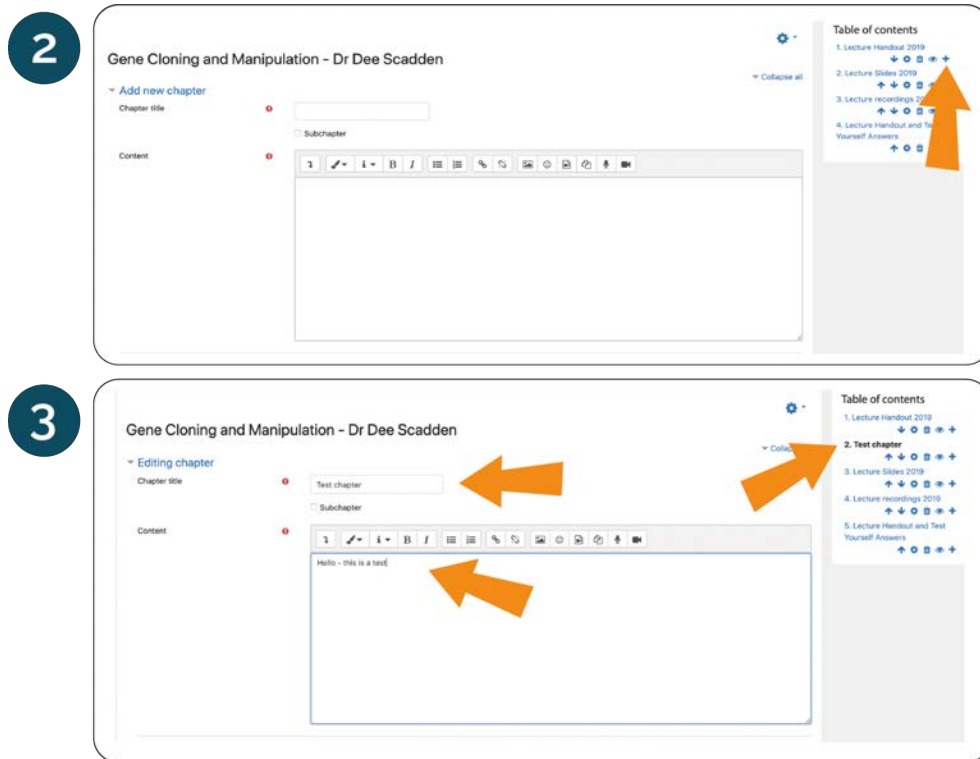 2
Gene Cloning and Manipulation - Dr Dee Scadden
Collapse all
Add new chapter
Chapter title
Subchapter
Content
B I
Table of contents
1. Lecture Handout 2019
2. Lecture Slides 2019
3. Lecture recordings
4. Lecture Handout and
Yourself Answers
3
Gene Cloning and Manipulation - Dr Dee Scadden
Editing chapter
Chapter title
Test chapter
Subchapter
Content
B I
Hello - this is a test
Table of contents
1. Lecture Handout 2019
2. Test chapter
3. Lecture Slides 2019
4. Lecture recordings 2019
5. Lecture Handout and Test
Yourself Answers